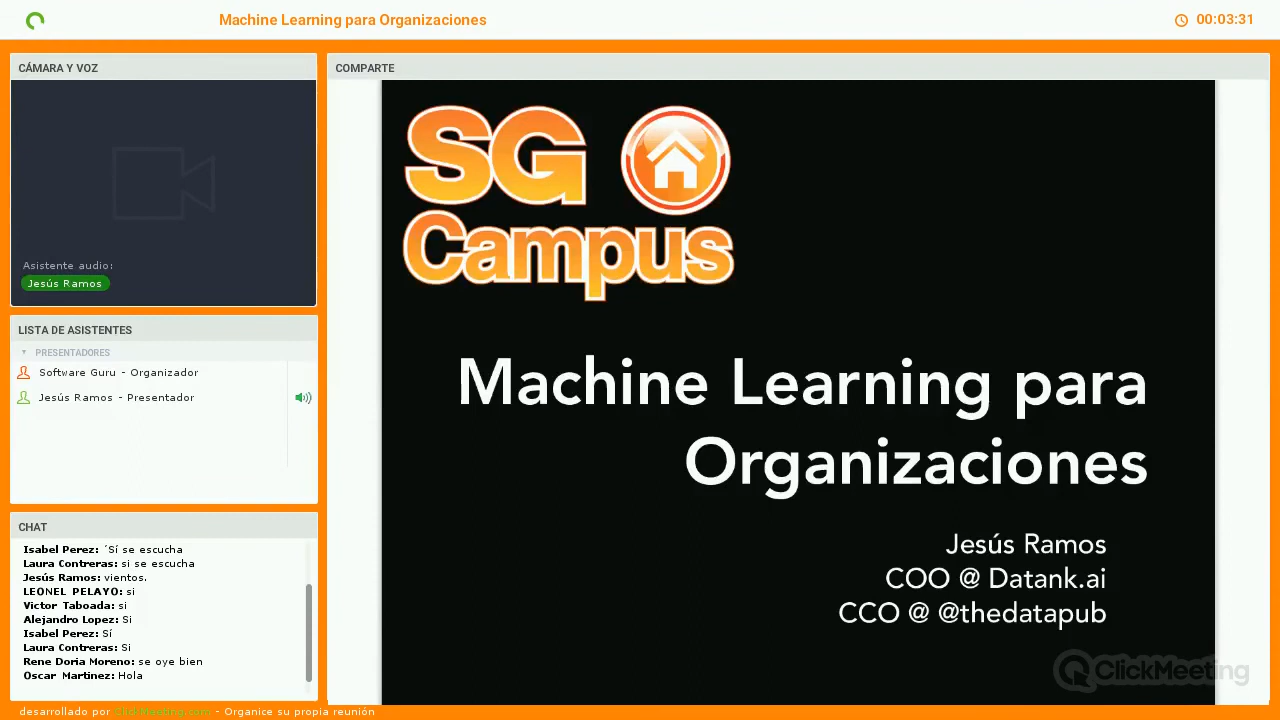 Machine Learning para Organizaciones
00:03:31
CÁMARA Y VOZ
Asistente audio:
Jesús Ramos
LISTA DE ASISTENTES
PRESENTADORES
Software Guru - Organizador
Jesús Ramos - Presentador
CHAT
Isabel Perez: ´Sí se escucha
Laura Contreras: si se escucha
Jesús Ramos: vientos.
LEONEL PELAYO: si
Victor Taboada: si
Alejandro Lopez: Si
Isabel Perez: Sí
Laura Contreras: Si
Rene Doria Moreno: se oye bien
Oscar Martinez: Hola
desarrollado por ClickMeeting.com - Organice su propia reunión
COMPARTE
SG
Campus
Machine Learning para
Organizaciones
Jesús Ramos
COO @ Datank.ai
CCO @ @thedatapub
ClickMeeting